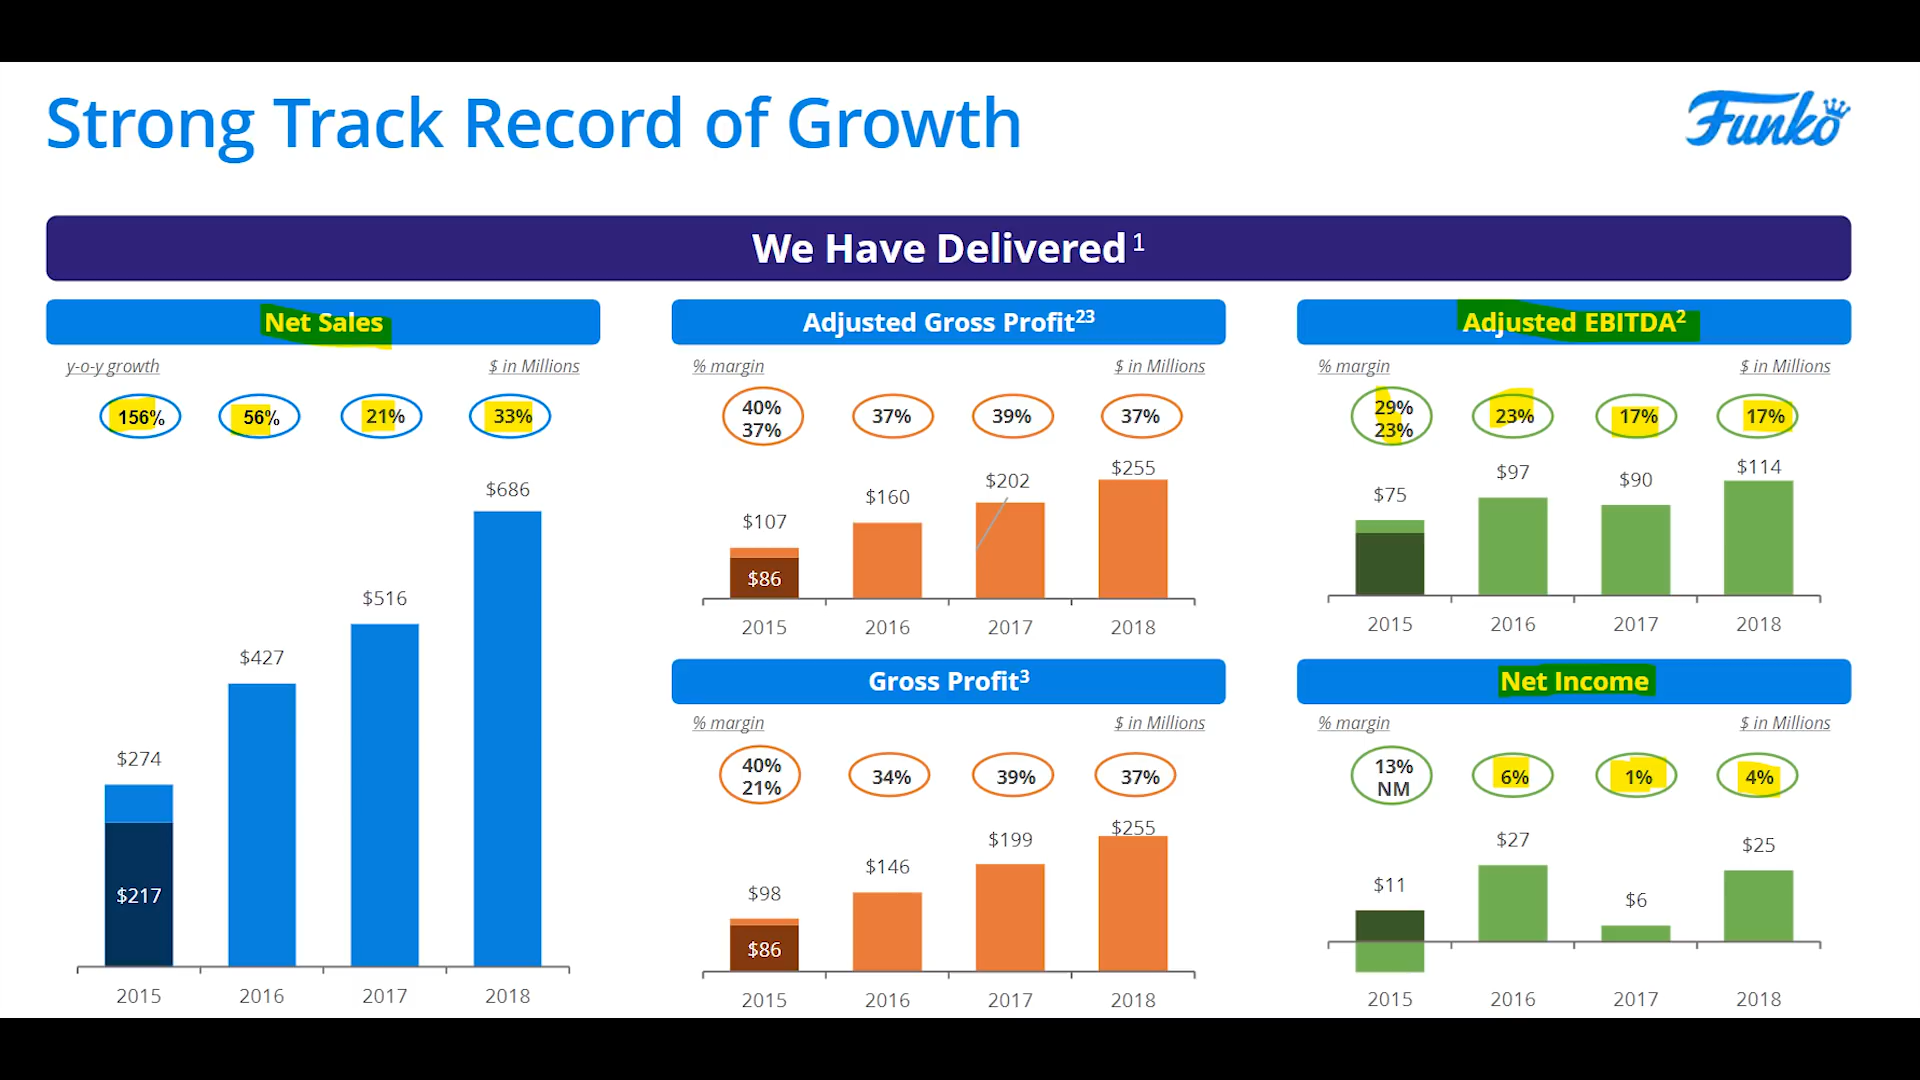 Strong Track Record of Growth
Funko
We Have Delivered 1
Net Sales
y-o-y growth $ in Millions
156% 56% 21% 33%
$686
$516
$427
$274
$217
2015 2016 2017 2018
Adjusted Gross Profit23
% margin $ in Millions
40% 37% 39% 37%
37%
$255
$202
$160
$107
$86
2015 2016 2017 2018
Gross Profit3
% margin $ in Millions
40% 34% 39% 37%
21%
$255
$199
$146
$98
$86
2015 2016 2017 2018
Adjusted EBITDA2
% margin $ in Millions
29% 23% 17% 17%
23%
$114
$97
$90
$75
2015 2016 2017 2018
Net Income
% margin $ in Millions
13% 6% 1% 4%
NM
$27
$25
$11
$6
2015 2016 2017 2018